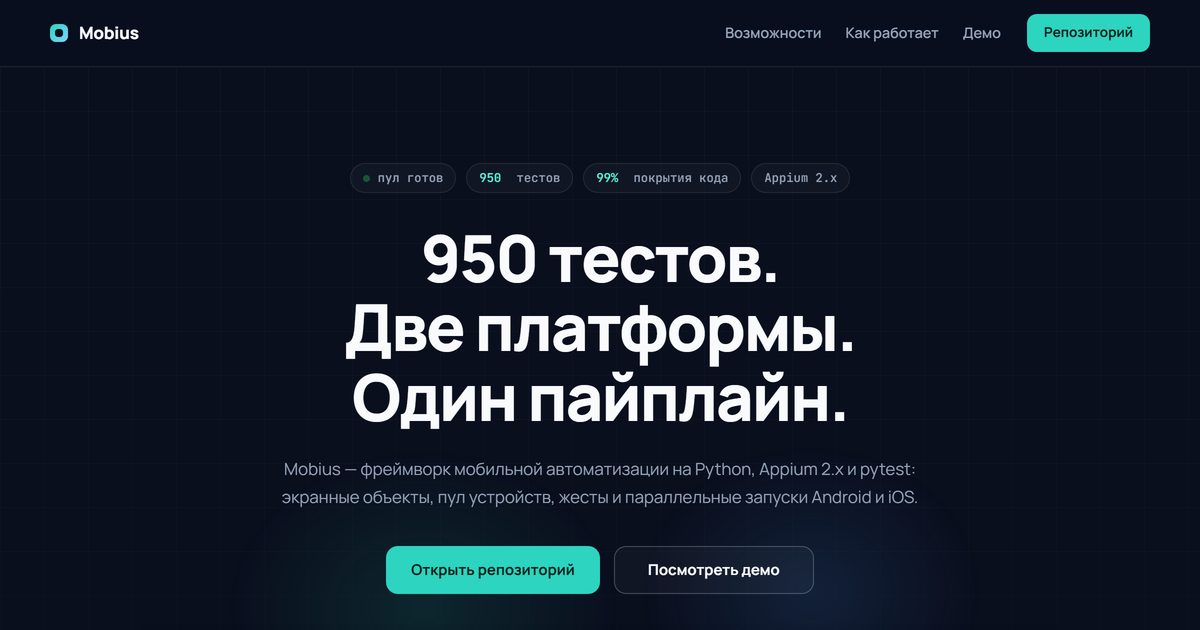 Mobius
Возможности
Как работает
Демо
Репозиторий
пул готов
950 тестов
99% покрытия кода
Appium 2.x
950 тестов.
Две платформы.
Один пайплайн.
Mobius — фреймворк мобильной автоматизации на Python, Appium 2.x и pytest:
экранные объекты, пул устройств, жесты и параллельные запуски Android и iOS.
Открыть репозиторий
Посмотреть демо